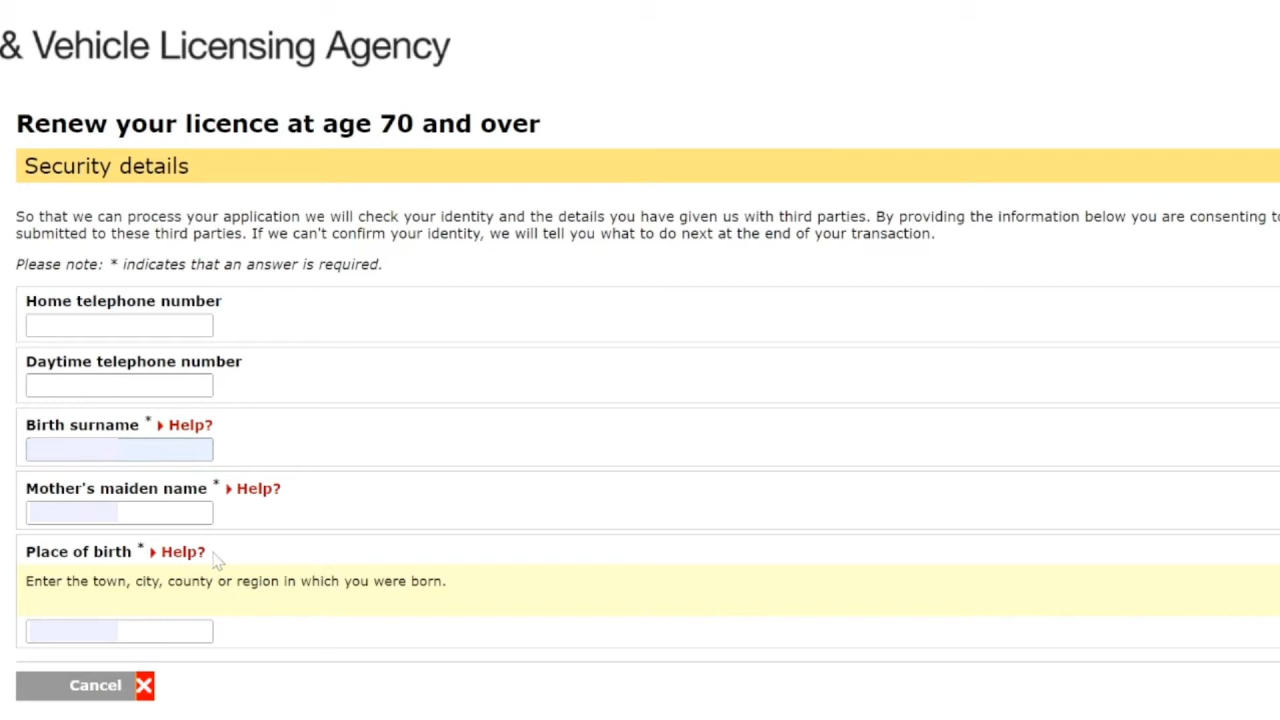 & Vehicle Licensing Agency
Renew your licence at age 70 and over
Security details
So that we can process your application we will check your identity and the details you have given us with third parties. By providing the information below you are consenting to
submitted to these third parties. If we can't confirm your identity, we will tell you what to do next at the end of your transaction.
Please note: * indicates that an answer is required.
Home telephone number
Daytime telephone number
Birth surname * Help?
Mother's maiden name * Help?
Place of birth * Help?
Enter the town, city, county or region in which you were born.
Cancel